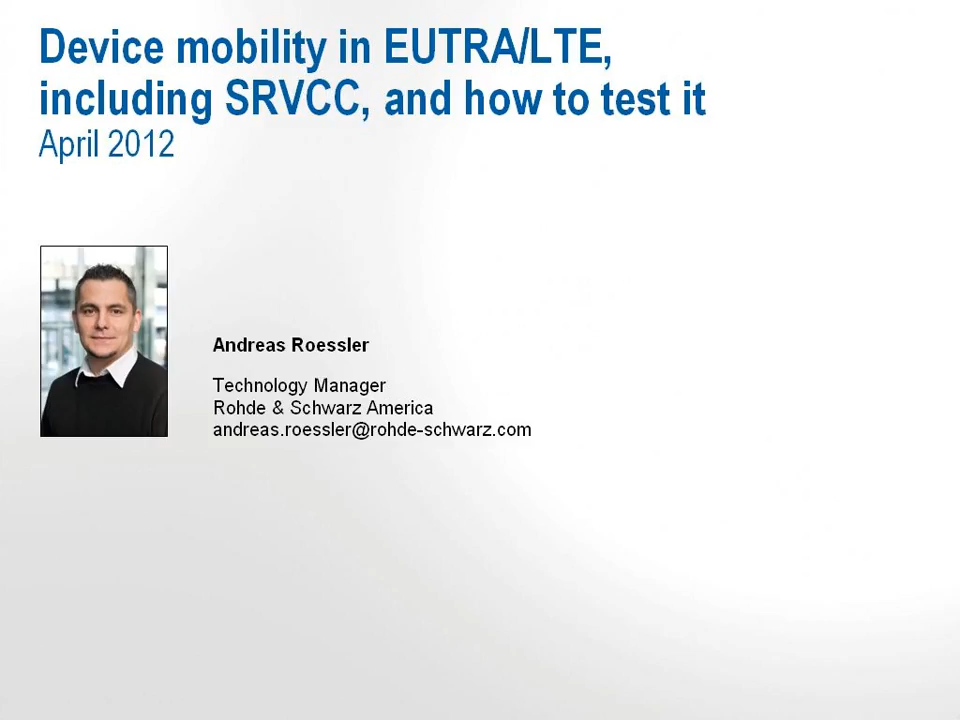 Device mobility in EUTRA/LTE,
including SRVCC, and how to test it
April 2012
Andreas Roessler
Technology Manager
Rohde & Schwarz America
andreas.roessler@rohde-schwarz.com